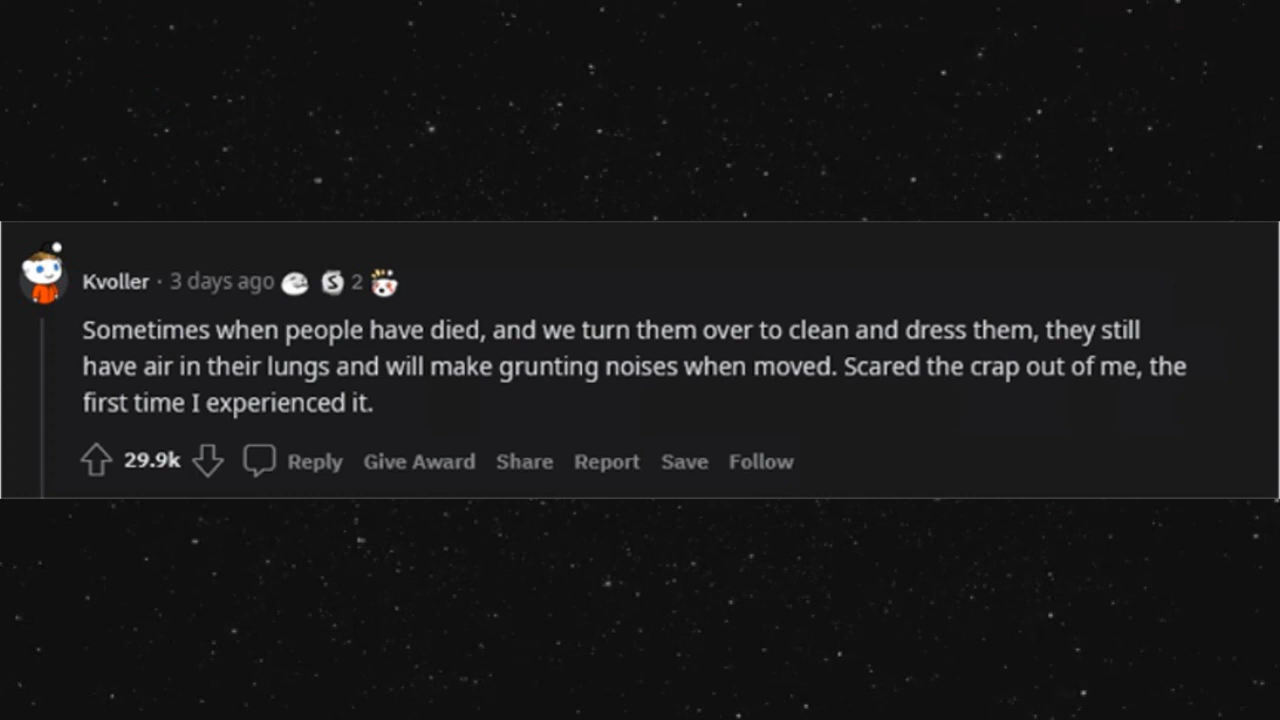 Kvoller · 3 days ago 2
Sometimes when people have died, and we turn them over to clean and dress them, they still
have air in their lungs and will make grunting noises when moved. Scared the crap out of me, the
first time I experienced it.
29.9k Reply Give Award Share Report Save Follow